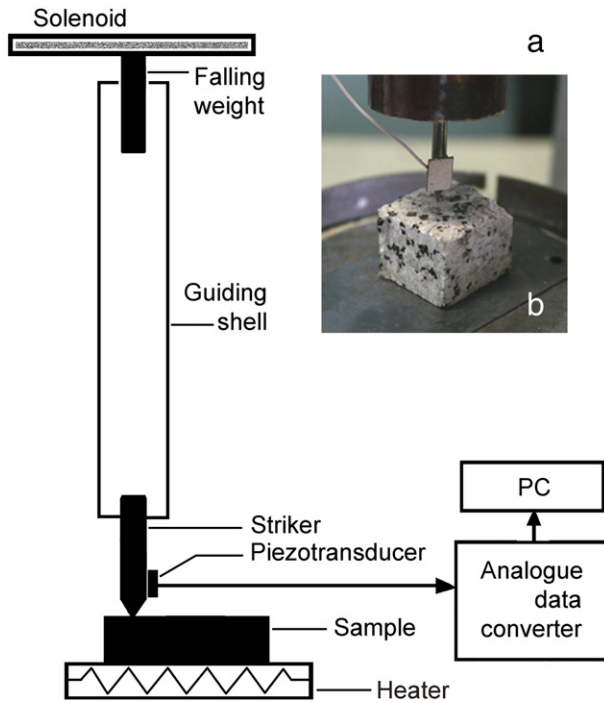 Solenoid
a
Falling
weight
Guiding
shell
b
PC
Striker
Piezotransducer
Analogue
data
converter
Sample
Heater